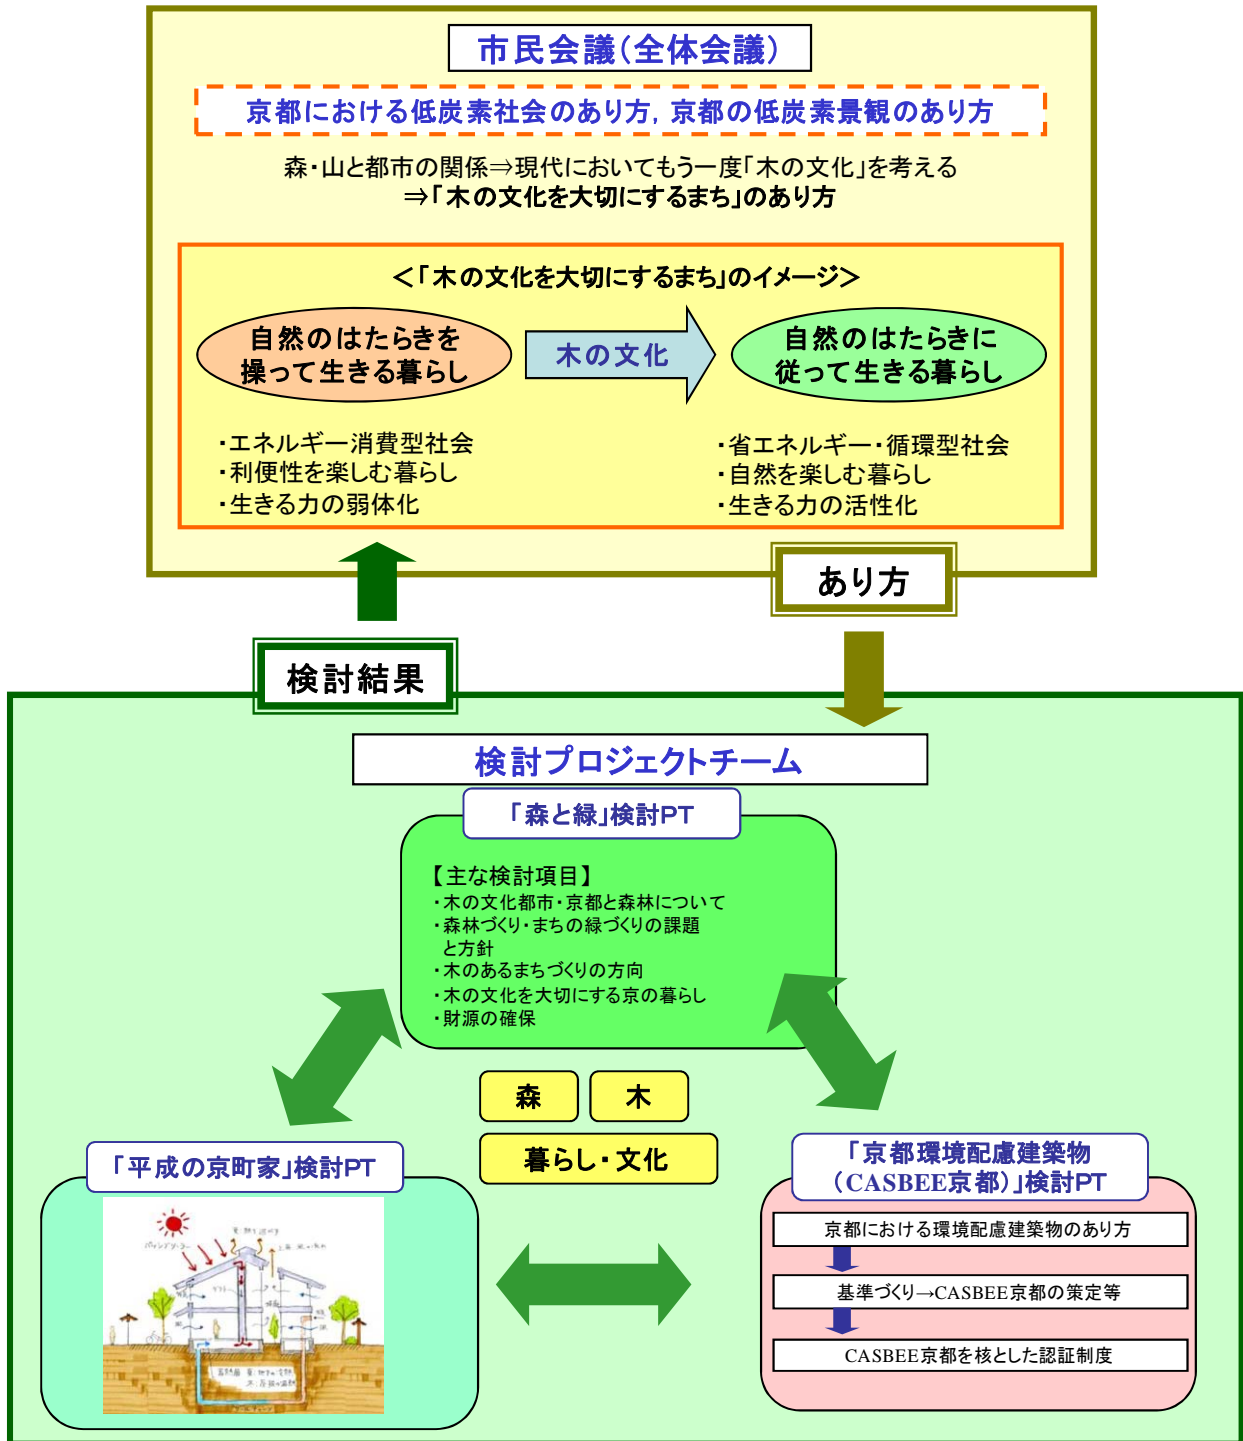 市民会議(全体会議)
京都における低炭素社会のあり方,京都の低炭素景観のあり方
森・山と都市の関係⇒現代においてもう一度「木の文化」を考える
⇒「木の文化を大切にするまち」のあり方
＜「木の文化を大切にするまち」のイメージ＞
自然のはたらきを
操って生きる暮らし
木の文化
自然のはたらきに
従って生きる暮らし
・エネルギー消費型社会
・利便性を楽しむ暮らし
・生きる力の弱体化
・省エネルギー・循環型社会
・自然を楽しむ暮らし
・生きる力の活性化
あり方
検討結果
検討プロジェクトチーム
「森と緑」検討PT
【主な検討項目】
・木の文化都市・京都と森林について
・森林づくり・まちの緑づくりの課題
と方針
・木のあるまちづくりの方向
・木の文化を大切にする京の暮らし
・財源の確保
森
木
暮らし・文化
「平成の京町家」検討PT
「京都環境配慮建築物
(CASBEE京都)」検討PT
京都における環境配慮建築物のあり方
基準づくり→CASBEE京都の策定等
CASBEE京都を核とした認証制度